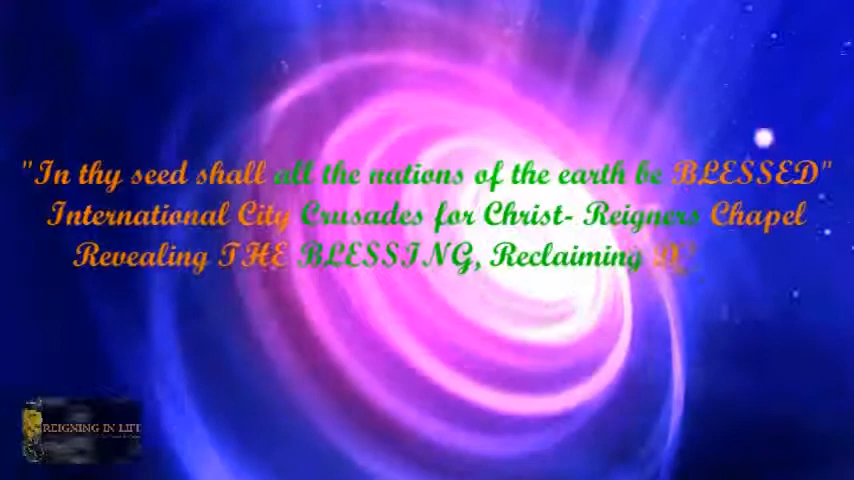 "In thy seed shall all the nations of the earth be BLESSED"
International City Crusades for Christ- Reigners Chapel
Revealing THE BLESSING, Reclaiming
REIGNING IN LIFE